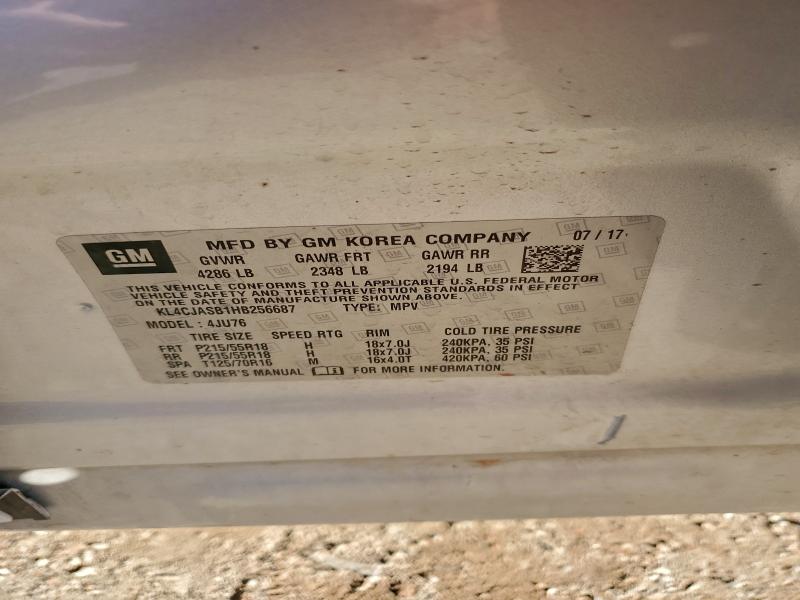 GM MFD BY GM KOREA COMPANY 07 / 17
GVWR GAWR FRT GAWR RR
4286 LB 2348 LB 2194 LB
THIS VEHICLE CONFORMS TO ALL APPLICABLE U.S. FEDERAL MOTOR
VEHICLE SAFETY AND THEFT PREVENTION STANDARDS IN EFFECT
ON THE DATE OF MANUFACTURE SHOWN ABOVE.
KL4CJASB1HB256687 TYPE: MPV
MODEL : 4JU76
TIRE SIZE SPEED RTG RIM COLD TIRE PRESSURE
FRT P215/55R18 H 18x7.0J 240KPA, 35 PSI
RR P215/55R18 H 18x7.0J 240KPA, 35 PSI
SPA T125/70R16 M 16x4.0T 420KPA, 60 PSI
SEE OWNER'S MANUAL FOR MORE INFORMATION.